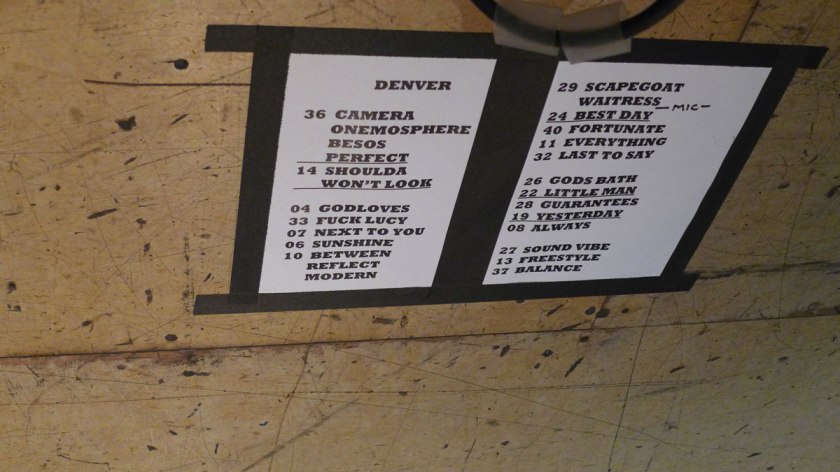 DENVER
36 CAMERA
ONEMOSPHERE
BESOS
PERFECT
14 SHOULDA
WON'T LOOK
04 GODLOVES
33 FUCK LUCY
07 NEXT TO YOU
06 SUNSHINE
10 BETWEEN
REFLECT
MODERN
29 SCAPEGOAT
WAITRESS
-MIC-
24 BEST DAY
40 FORTUNATE
11 EVERYTHING
32 LAST TO SAY
26 GODS BATH
22 LITTLE MAN
28 GUARANTEES
19 YESTERDAY
08 ALWAYS
27 SOUND VIBE
13 FREESTYLE
37 BALANCE